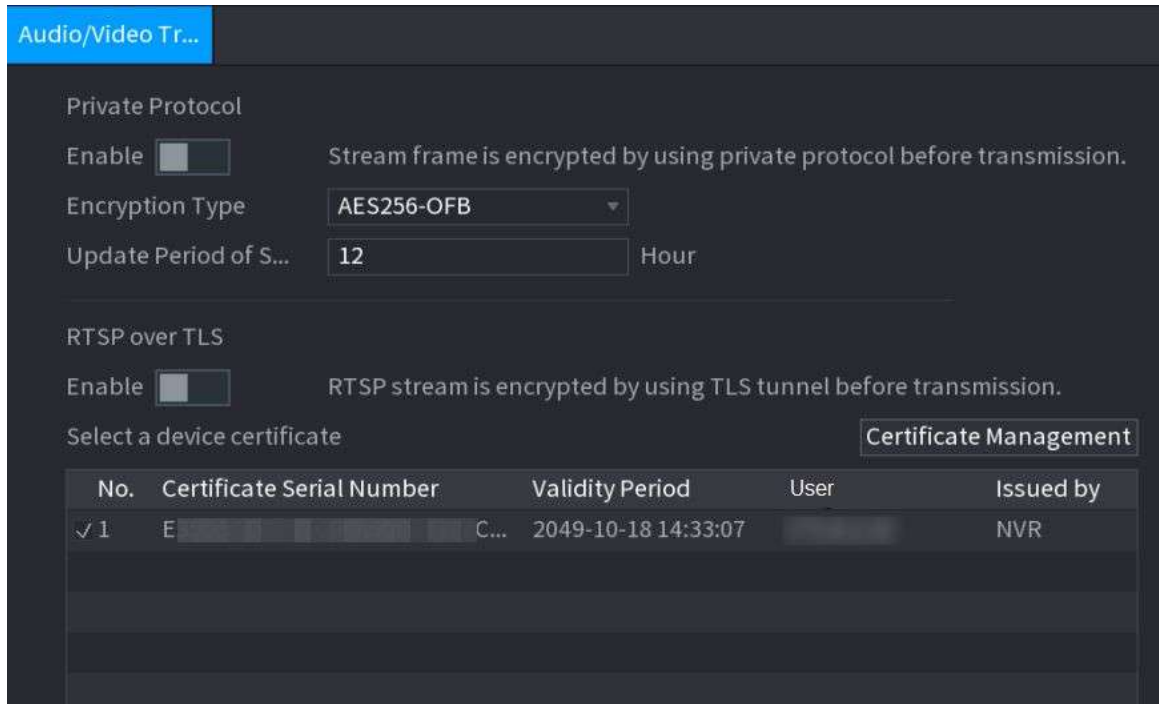 Audio/Video Tr...
Private Protocol
Enable Stream frame is encrypted by using private protocol before transmission.
Encryption Type AES256-OFB
Update Period of S... 12 Hour
RTSP over TLS
Enable RTSP stream is encrypted by using TLS tunnel before transmission.
Select a device certificate Certificate Management
No. Certificate Serial Number Validity Period User Issued by
1 E C... 2049-10-18 14:33:07 NVR